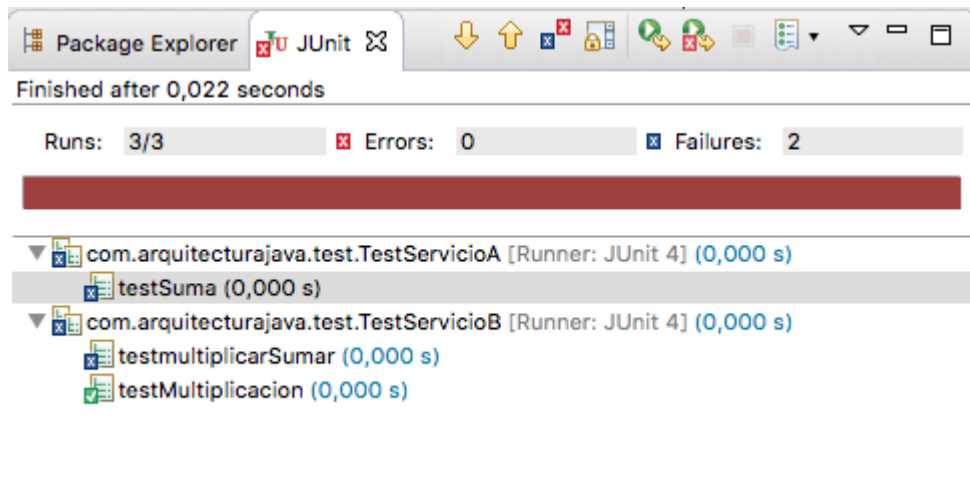 Package Explorer JUnit
Finished after 0,022 seconds
Runs: 3/3 Errors: 0 Failures: 2
com.arquitecturajava.test.TestServicioA [Runner: JUnit 4] (0,000 s)
testSuma (0,000 s)
com.arquitecturajava.test.TestServicioB [Runner: JUnit 4] (0,000 s)
testmultiplicarSumar (0,000 s)
testMultiplicacion (0,000 s)